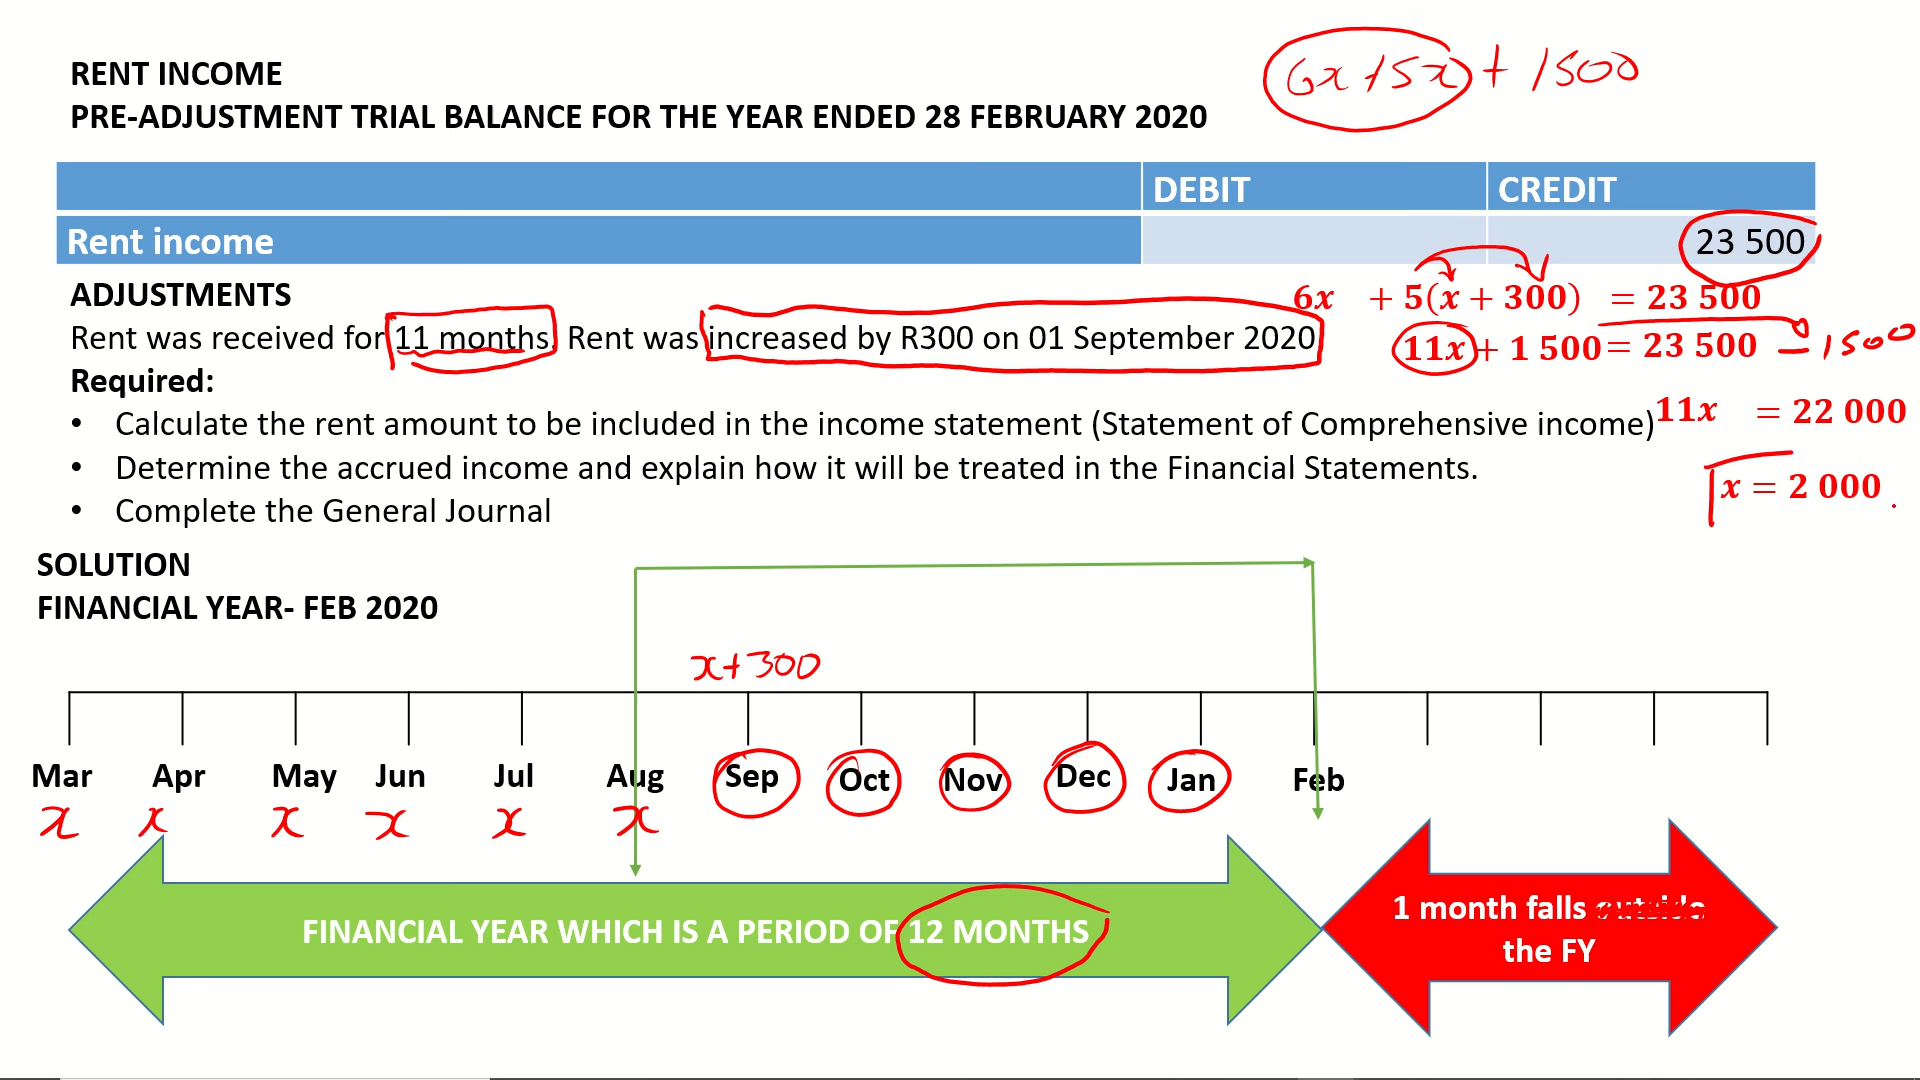 RENT INCOME
6x + 5x + 1500
PRE-ADJUSTMENT TRIAL BALANCE FOR THE YEAR ENDED 28 FEBRUARY 2020
DEBIT CREDIT
Rent income 23 500
ADJUSTMENTS
6x + 5(x + 300) = 23 500
Rent was received for 11 months. Rent was increased by R300 on 01 September 2020
11x + 1 500 = 23 500 – 1500
Required:
• Calculate the rent amount to be included in the income statement (Statement of Comprehensive income)
11x = 22 000
• Determine the accrued income and explain how it will be treated in the Financial Statements.
x = 2 000
• Complete the General Journal
SOLUTION
FINANCIAL YEAR- FEB 2020
x+300
Mar Apr May Jun Jul Aug Sep Oct Nov Dec Jan Feb
x x x x x x
FINANCIAL YEAR WHICH IS A PERIOD OF 12 MONTHS
1 month falls outside
the FY